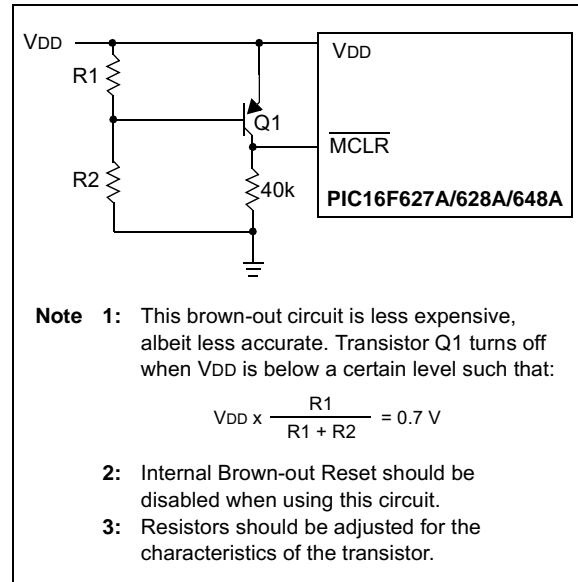 VDD
VDD
R1
Q1
MCLR
R2
40k
PIC16F627A/628A/648A
Note 1: This brown-out circuit is less expensive,
albeit less accurate. Transistor Q1 turns off
when VDD is below a certain level such that:
VDD x R1 / R1 + R2 = 0.7 V
2: Internal Brown-out Reset should be
disabled when using this circuit.
3: Resistors should be adjusted for the
characteristics of the transistor.